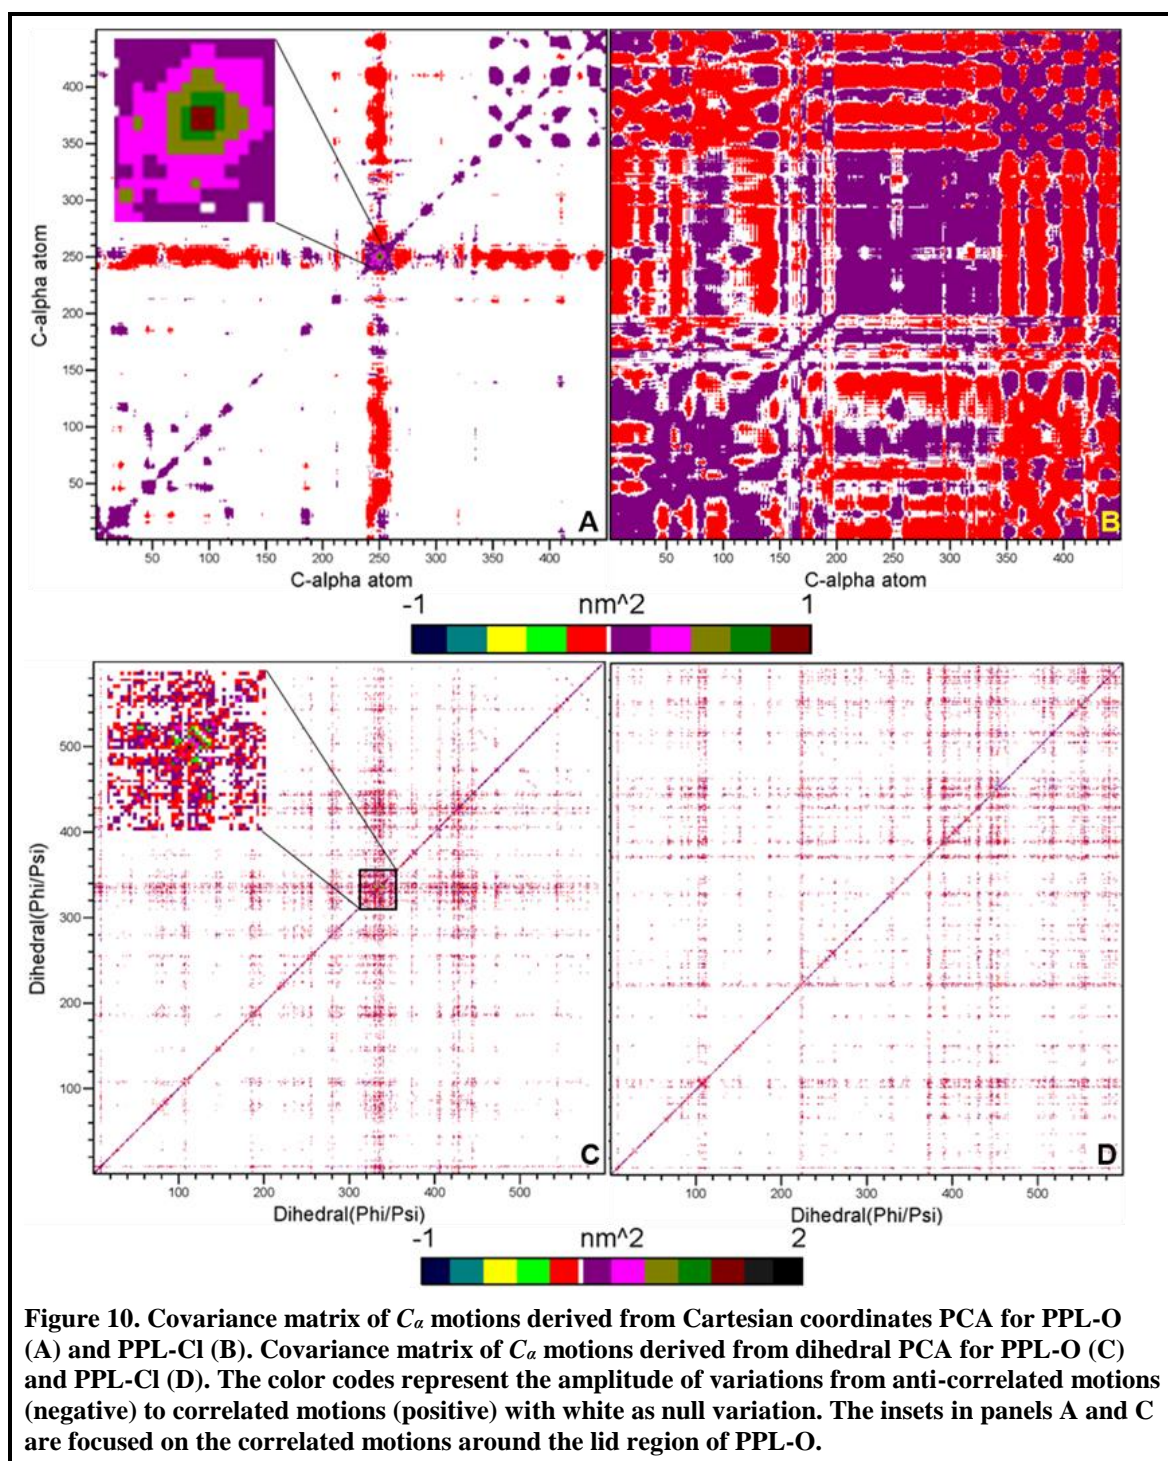 400
350
300
250
200
150
100
50
C-alpha atom
A
B
50 100 150 200 250 300 350 400
50 100 150 200 250 300 350 400
C-alpha atom
C-alpha atom
-1 nm^2 1
500
400
300
200
100
Dihedral(Phi/Psi)
C
D
100 200 300 400 500
100 200 300 400 500
Dihedral(Phi/Psi)
Dihedral(Phi/Psi)
-1 nm^2 2
Figure 10. Covariance matrix of Cα motions derived from Cartesian coordinates PCA for PPL-O
(A) and PPL-Cl (B). Covariance matrix of Cα motions derived from dihedral PCA for PPL-O (C)
and PPL-Cl (D). The color codes represent the amplitude of variations from anti-correlated motions
(negative) to correlated motions (positive) with white as null variation. The insets in panels A and C
are focused on the correlated motions around the lid region of PPL-O.